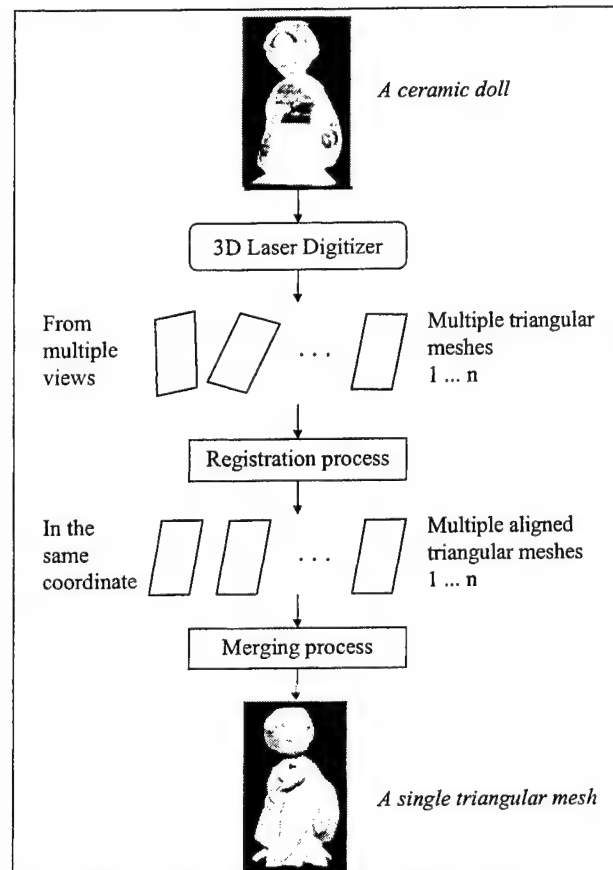 A ceramic doll
3D Laser Digitizer
From
multiple
views
. . .
Multiple triangular
meshes
1 ... n
Registration process
In the
same
coordinate
. . .
Multiple aligned
triangular meshes
1 ... n
Merging process
A single triangular mesh